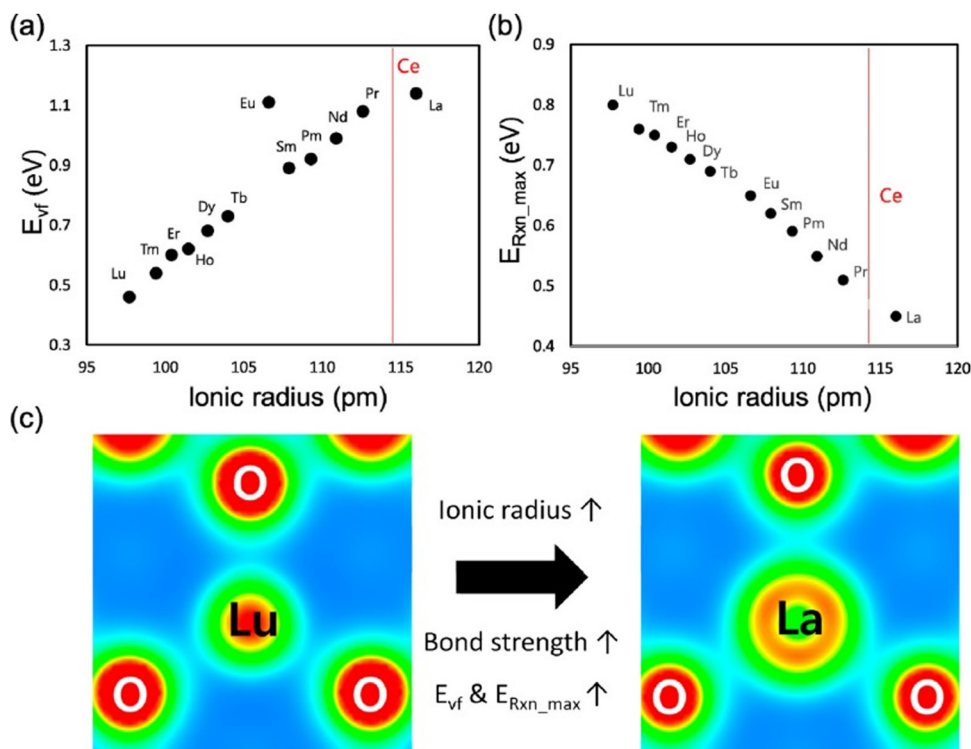 (a)
1.3
1.1
0.9
0.7
0.5
0.3
E_vf (eV)
Lu
Tm
Er
Ho
Dy
Tb
Eu
Sm
Pm
Nd
Pr
Ce
La
95
100
105
110
115
120
Ionic radius (pm)
(b)
0.9
0.8
0.7
0.6
0.5
0.4
E_Rxn_max (eV)
Lu
Tm
Er
Ho
Dy
Tb
Eu
Sm
Pm
Nd
Pr
Ce
La
95
100
105
110
115
120
Ionic radius (pm)
(c)
O
Lu
O
O
Ionic radius ↑
Bond strength ↑
E_vf & E_Rxn_max ↑
O
La
O
O